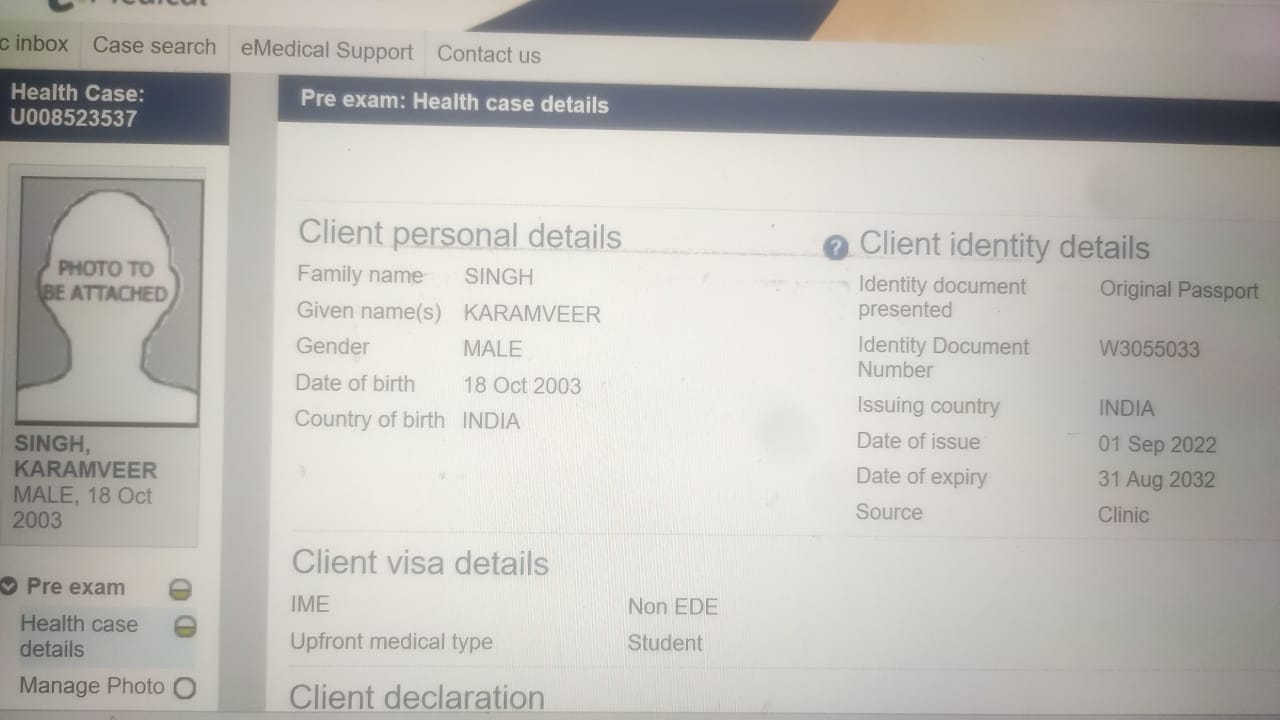 c inbox
Case search
eMedical Support
Contact us
Health Case:
U008523537
Pre exam: Health case details
PHOTO TO
BE ATTACHED
SINGH,
KARAMVEER
MALE, 18 Oct
2003
Pre exam
Health case
details
Manage Photo
Client personal details
Family name SINGH
Given name(s) KARAMVEER
Gender MALE
Date of birth 18 Oct 2003
Country of birth INDIA
? Client identity details
Identity document
presented Original Passport
Identity Document
Number W3055033
Issuing country INDIA
Date of issue 01 Sep 2022
Date of expiry 31 Aug 2032
Source Clinic
Client visa details
IME Non EDE
Upfront medical type Student
Client declaration